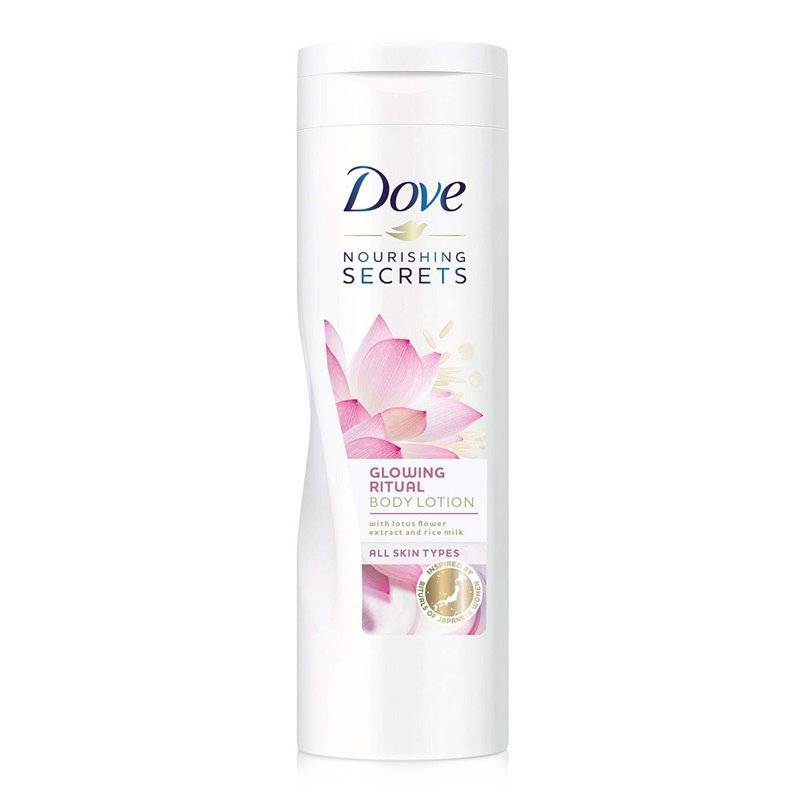 Dove
NOURISHING
SECRETS
GLOWING
RITUAL
BODY LOTION
with lotus flower
extract and rice milk
ALL SKIN TYPES
INSPIRED BY
RITUALS OF JAPANESE WOMEN